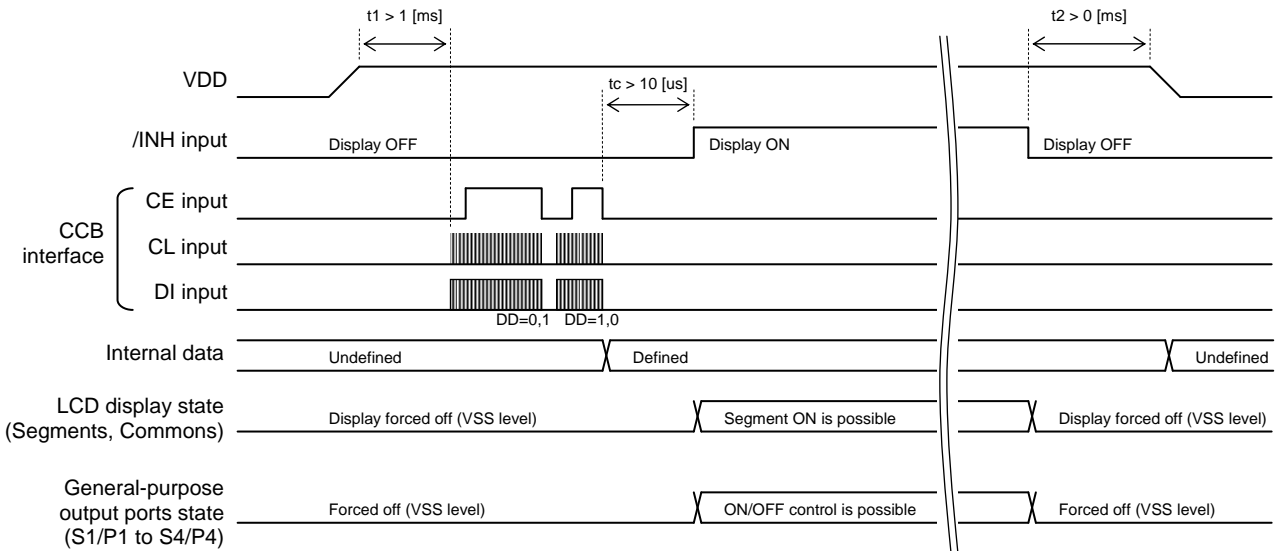 t1 > 1 [ms]
t2 > 0 [ms]
VDD
tc > 10 [us]
/INH input
Display OFF
Display ON
Display OFF
CCB
interface
CE input
CL input
DI input
DD=0,1
DD=1,0
Internal data
Undefined
Defined
Undefined
LCD display state
(Segments, Commons)
Display forced off (VSS level)
Segment ON is possible
Display forced off (VSS level)
General-purpose
output ports state
(S1/P1 to S4/P4)
Forced off (VSS level)
ON/OFF control is possible
Forced off (VSS level)